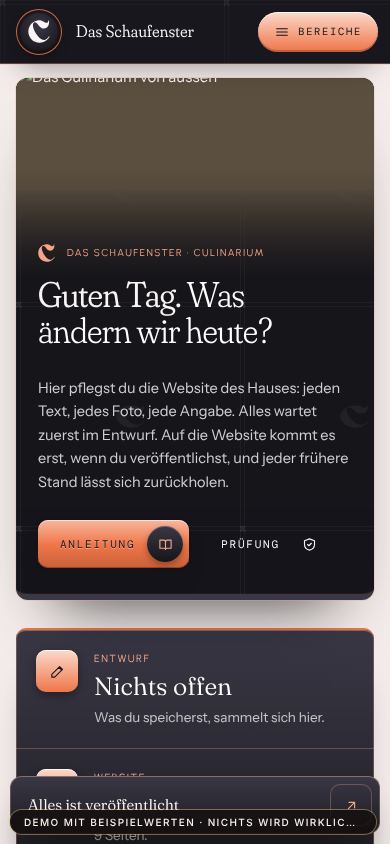 Das Schaufenster
BEREICHE
Das Culinarium von außen
DAS SCHAUFENSTER · CULINARIUM
Guten Tag. Was
ändern wir heute?
Hier pflegst du die Website des Hauses: jeden
Text, jedes Foto, jede Angabe. Alles wartet
zuerst im Entwurf. Auf die Website kommt es
erst, wenn du veröffentlichst, und jeder frühere
Stand lässt sich zurückholen.
ANLEITUNG
PRÜFUNG
ENTWURF
Nichts offen
Was du speicherst, sammelt sich hier.
WEBSITE
Alles ist veröffentlicht
DEMO MIT BEISPIELWERTEN · NICHTS WIRD WIRKLIC…
9 Seiten.